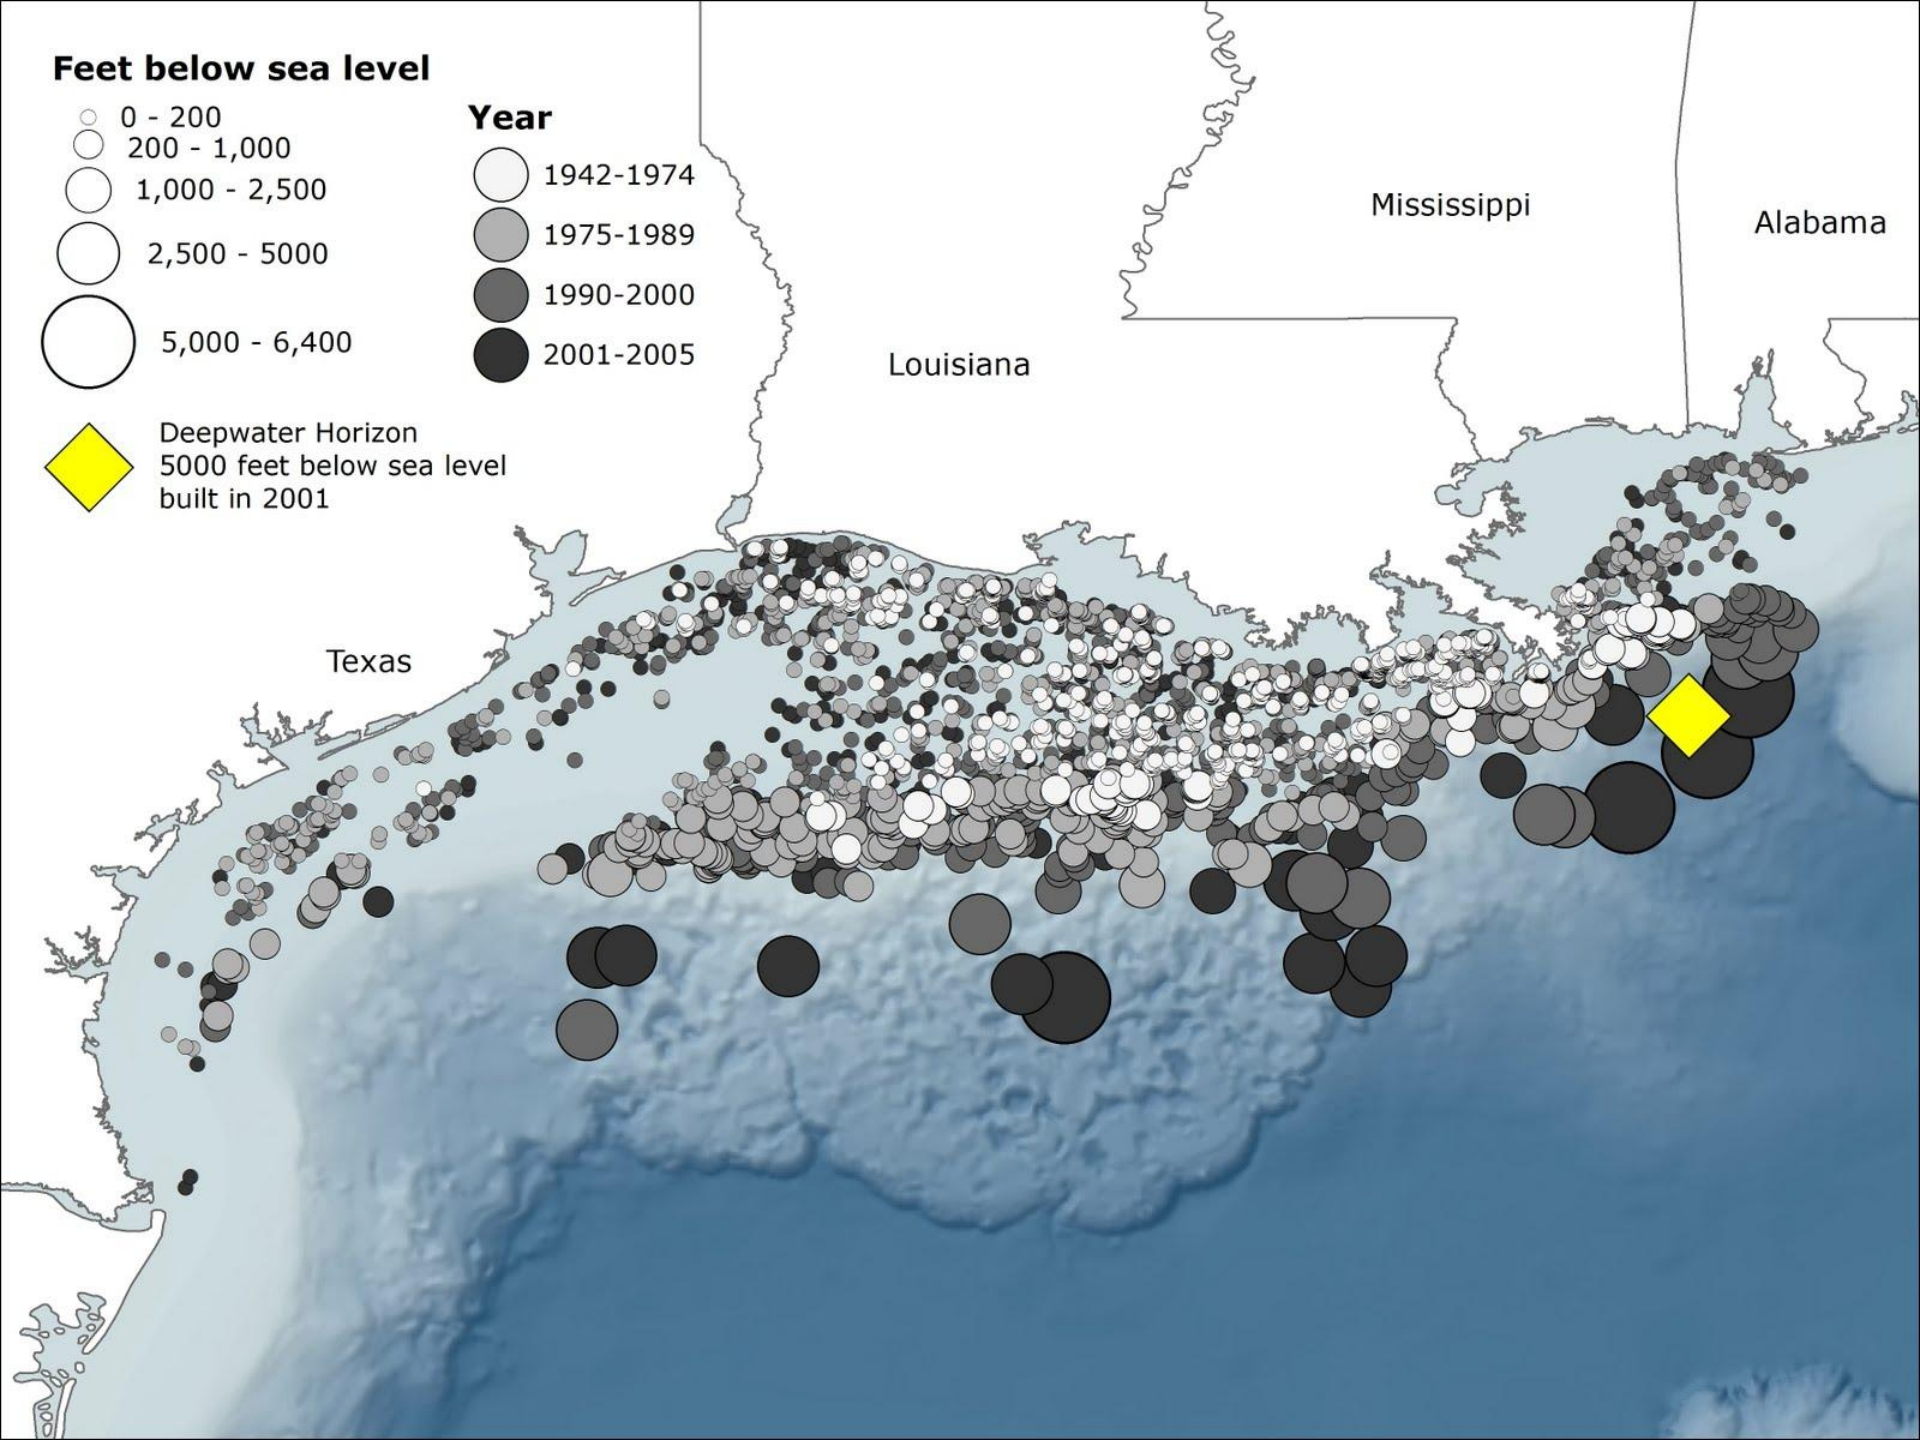 Feet below sea level
0 - 200
200 - 1,000
1,000 - 2,500
2,500 - 5000
5,000 - 6,400
Year
1942-1974
1975-1989
1990-2000
2001-2005
Deepwater Horizon
5000 feet below sea level
built in 2001
Mississippi
Alabama
Louisiana
Texas